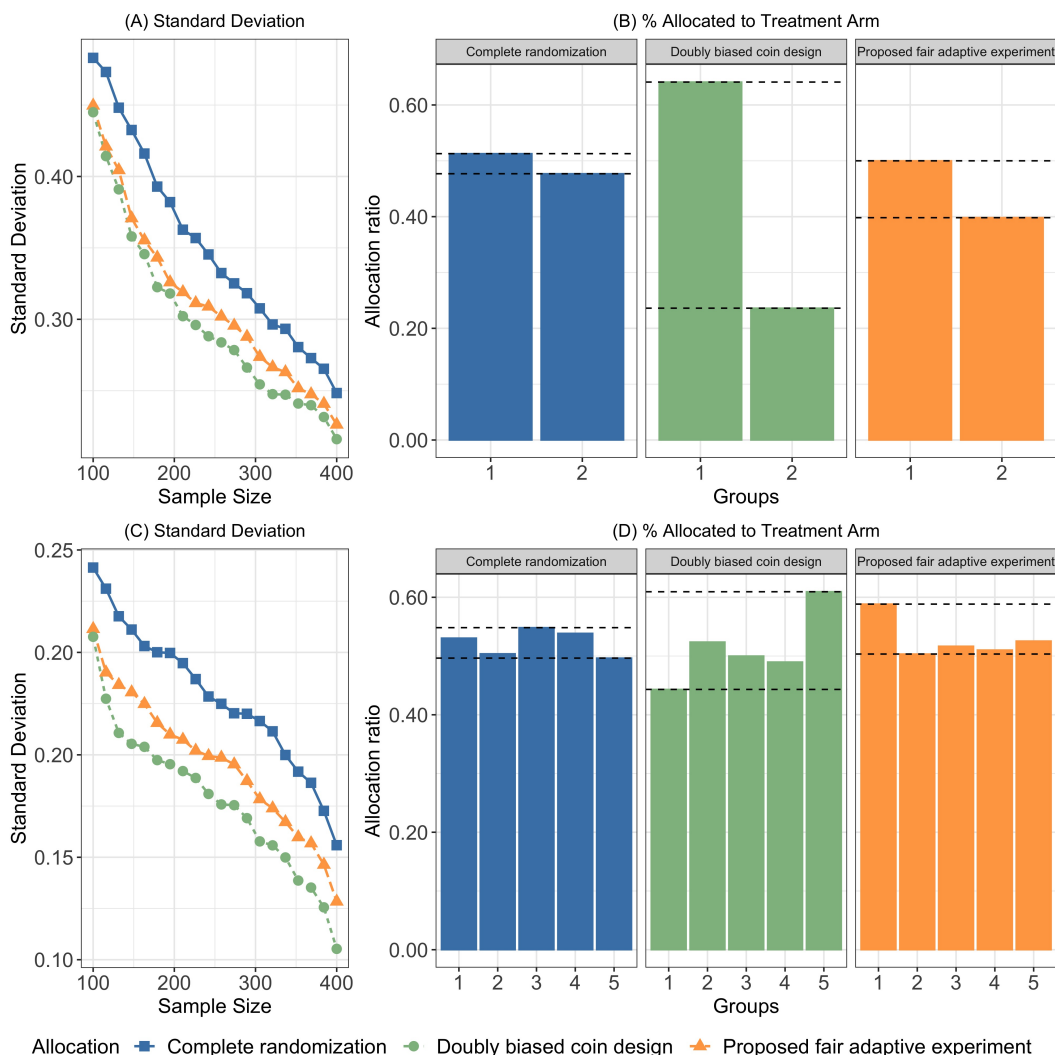 (A) Standard Deviation
Standard Deviation
0.40
0.30
100 200 300 400
Sample Size
(B) % Allocated to Treatment Arm
Complete randomization Doubly biased coin design Proposed fair adaptive experiment
Allocation ratio
0.60
0.40
0.20
0.00
1 2 1 2 1 2
Groups
(C) Standard Deviation
Standard Deviation
0.25
0.20
0.20
0.15
0.10
100 200 300 400
Sample Size
(D) % Allocated to Treatment Arm
Complete randomization Doubly biased coin design Proposed fair adaptive experiment
Allocation ratio
0.60
0.40
0.20
0.00
1 2 3 4 5 1 2 3 4 5 1 2 3 4 5
Groups
Allocation Complete randomization Doubly biased coin design Proposed fair adaptive experiment